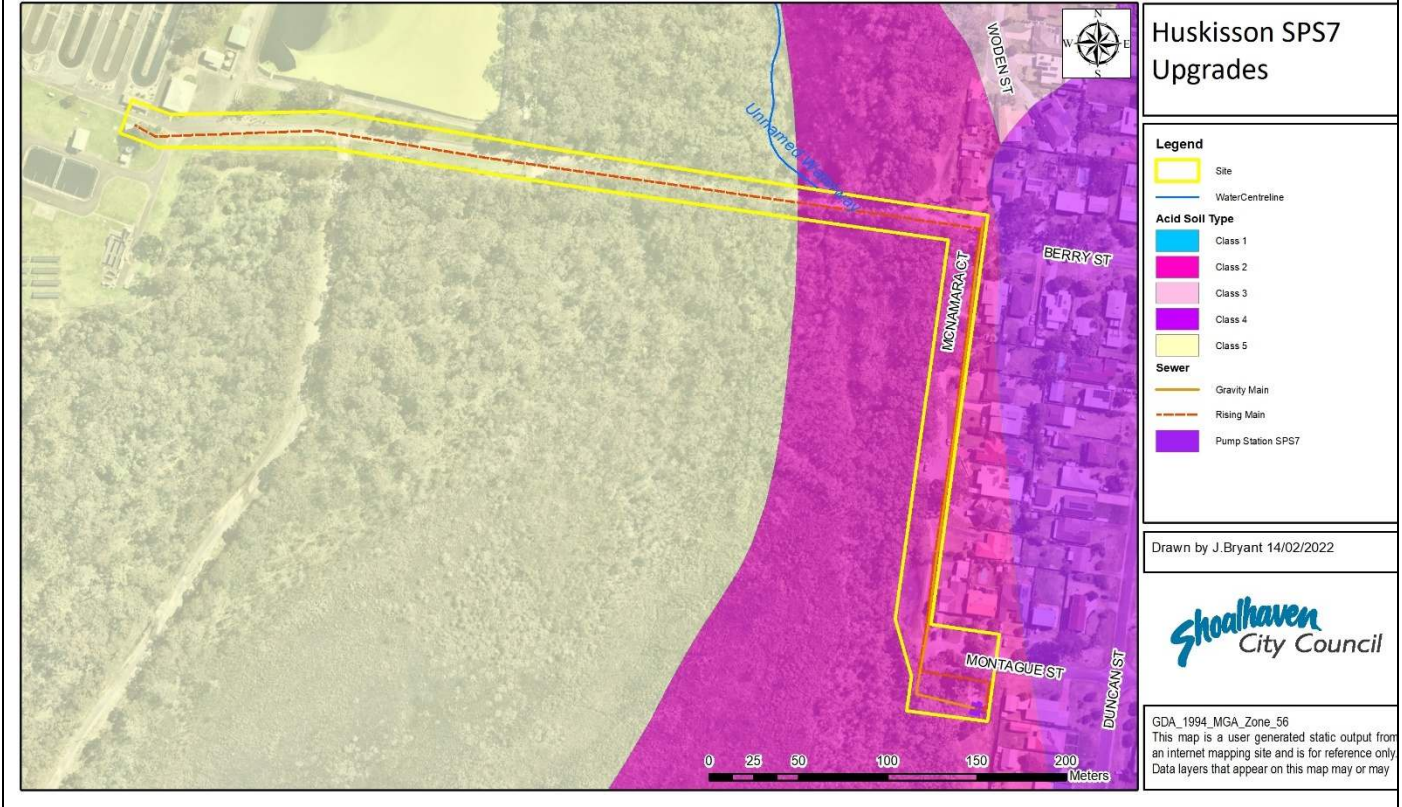 Huskisson SPS7
Upgrades
Legend
Site
WaterCentreline
Acid Soil Type
Class 1
Class 2
Class 3
Class 4
Class 5
Sewer
Gravity Main
Rising Main
Pump Station SPS7
Drawn by J.Bryant 14/02/2022
Shoalhaven
City Council
GDA_1994_MGA_Zone_56
This map is a user generated static output from
an internet mapping site and is for reference only.
Data layers that appear on this map may or may
N
W E
S
WODEN ST
Unnamed Waterway
BERRY ST
MCNAMARA CT
MONTAGUE ST
DUNCAN ST
0 25 50 100 150 200
Meters